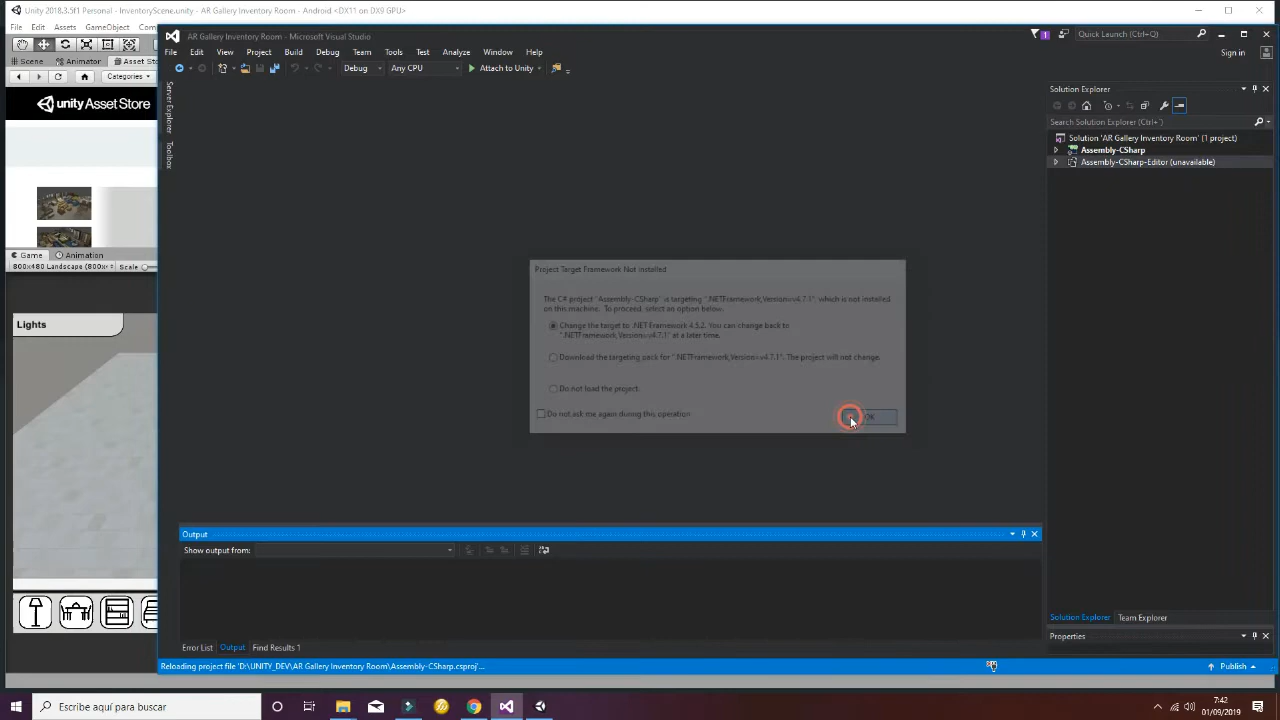 Unity 2018.3.5f1 Personal - InventoryScene.unity - AR Gallery Inventory Room - Android <DX11 on DX9 GPU>
File Edit Assets GameObject Com
Scene Animator Asset Sto
Categories
unity Asset Store
Game Animation
800x480 Landscape (800x Scale
Lights
AR Gallery Inventory Room - Microsoft Visual Studio
1 Quick Launch (Ctrl+Q)
File Edit View Project Build Debug Team Tools Test Analyze Window Help Sign in
Debug Any CPU Attach to Unity
Server Explorer
Toolbox
Project Target Framework Not Installed
The C# project "Assembly-CSharp" is targeting ".NETFramework,Version=v4.7.1", which is not installed
on this machine. To proceed, select an option below.
Change the target to .NET Framework 4.5.2. You can change back to
".NETFramework,Version=v4.7.1" at a later time.
Download the targeting pack for ".NETFramework,Version=v4.7.1". The project will not change.
Do not load the project.
Do not ask me again during this operation
OK
Solution Explorer
Search Solution Explorer (Ctrl+´)
Solution 'AR Gallery Inventory Room' (1 project)
Assembly-CSharp
Assembly-CSharp-Editor (unavailable)
Output
Show output from:
Error List Output Find Results 1
Solution Explorer Team Explorer
Properties
Reloading project file 'D:\UNITY_DEV\AR Gallery Inventory Room\Assembly-CSharp.csproj'...
Publish
Escribe aquí para buscar
7:42
01/09/2019